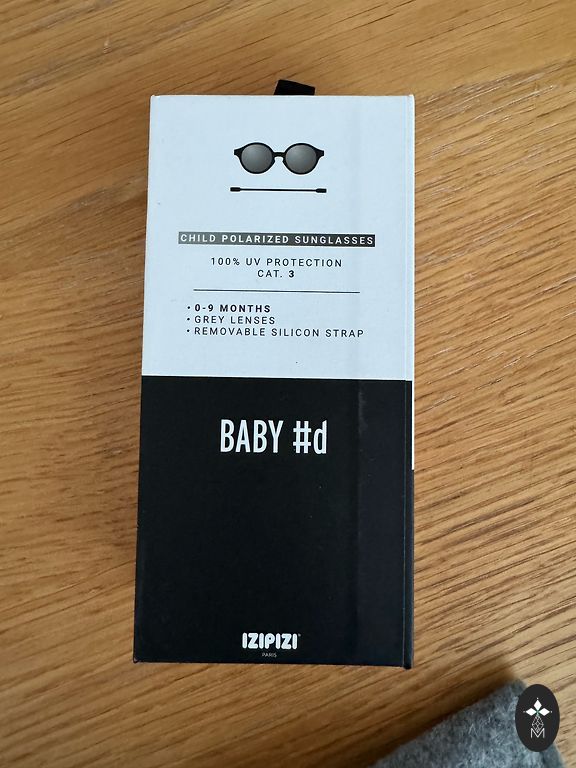 CHILD POLARIZED SUNGLASSES
100% UV PROTECTION
CAT. 3
• 0-9 MONTHS
• GREY LENSES
• REMOVABLE SILICON STRAP
BABY #d
IZIPIZI
PARIS
M